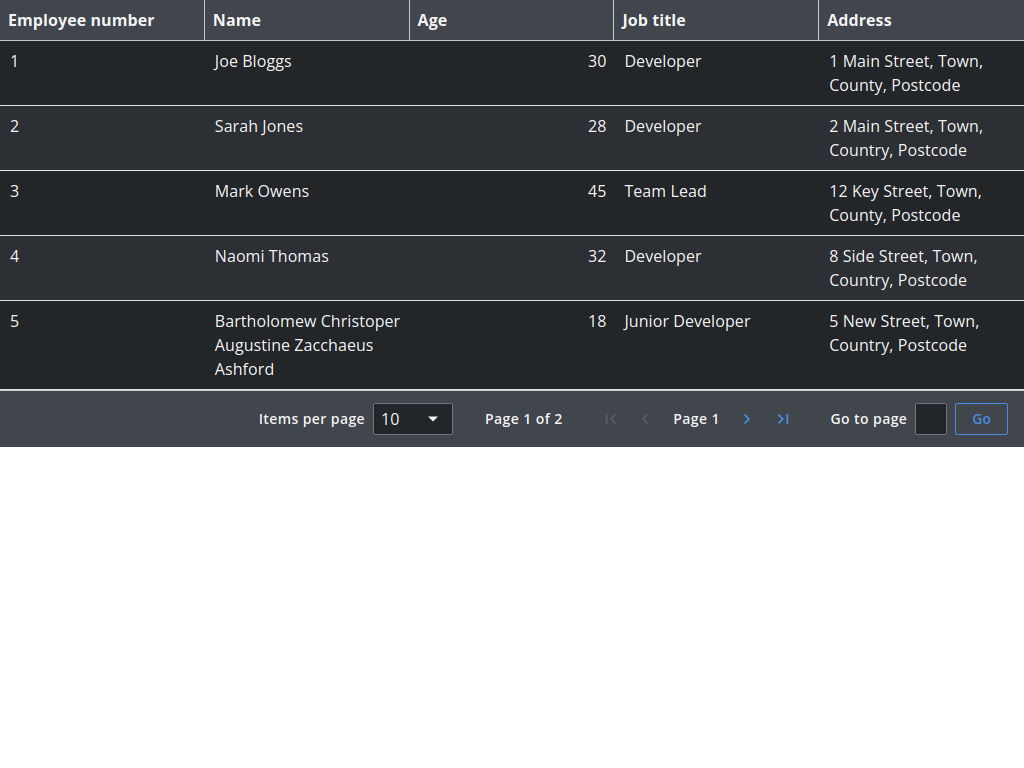 Employee number Name Age Job title Address
1 Joe Bloggs 30 Developer 1 Main Street, Town,
County, Postcode
2 Sarah Jones 28 Developer 2 Main Street, Town,
Country, Postcode
3 Mark Owens 45 Team Lead 12 Key Street, Town,
County, Postcode
4 Naomi Thomas 32 Developer 8 Side Street, Town,
Country, Postcode
5 Bartholomew Christoper 18 Junior Developer 5 New Street, Town,
Augustine Zacchaeus Country, Postcode
Ashford
Items per page 10 Page 1 of 2 Page 1 Go to page Go